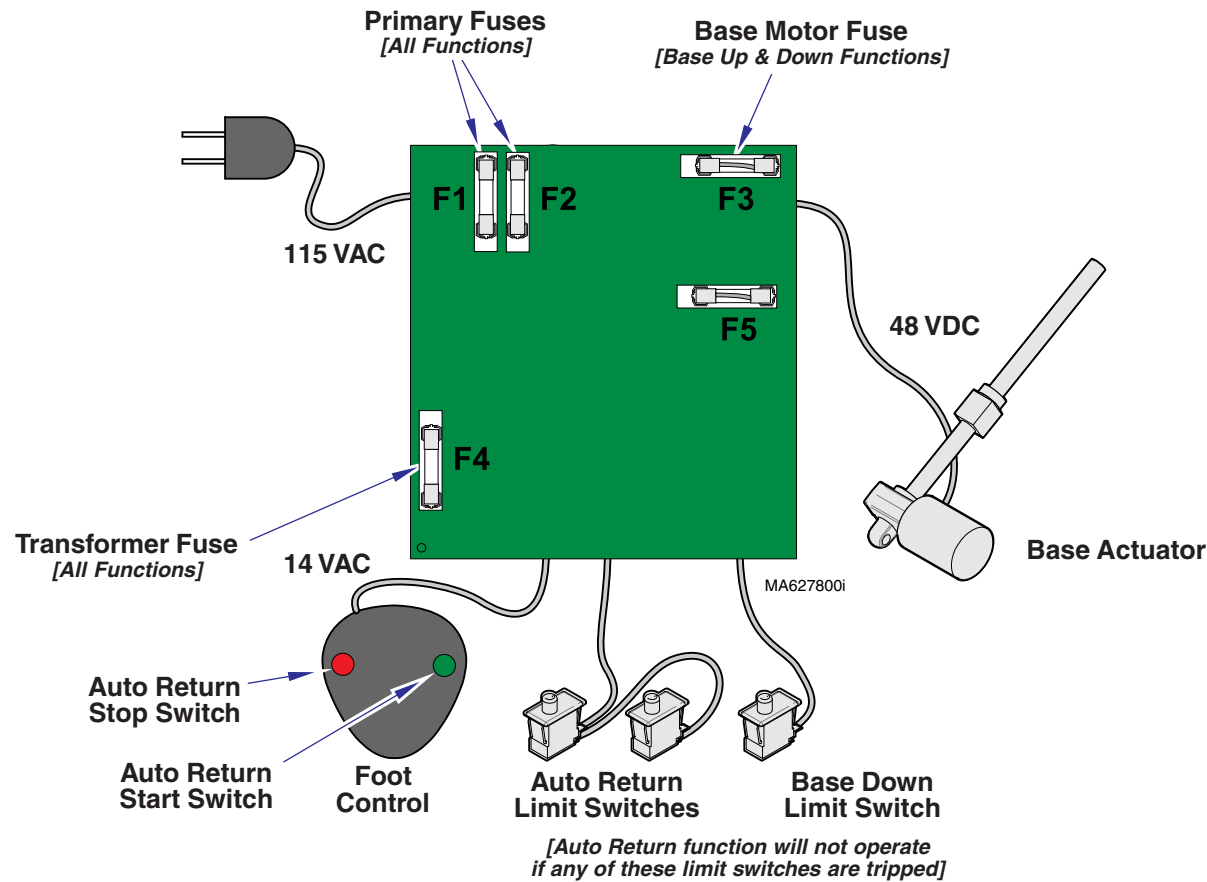 Primary Fuses
[All Functions]
Base Motor Fuse
[Base Up & Down Functions]
F1
F2
F3
115 VAC
F5
48 VDC
F4
Transformer Fuse
[All Functions]
14 VAC
Base Actuator
MA627800i
Auto Return
Stop Switch
Auto Return
Start Switch
Foot
Control
Auto Return
Limit Switches
Base Down
Limit Switch
[Auto Return function will not operate
if any of these limit switches are tripped]